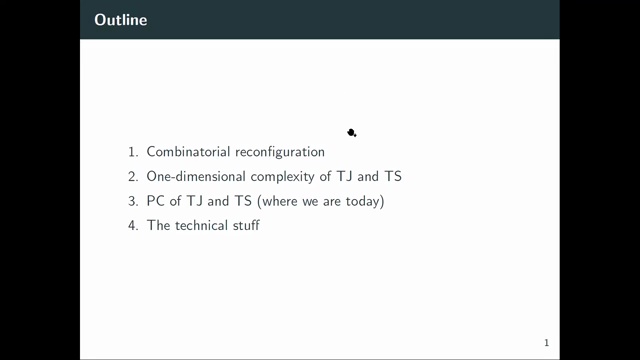 Outline
1. Combinatorial reconfiguration
2. One-dimensional complexity of TJ and TS
3. PC of TJ and TS (where we are today)
4. The technical stuff
1